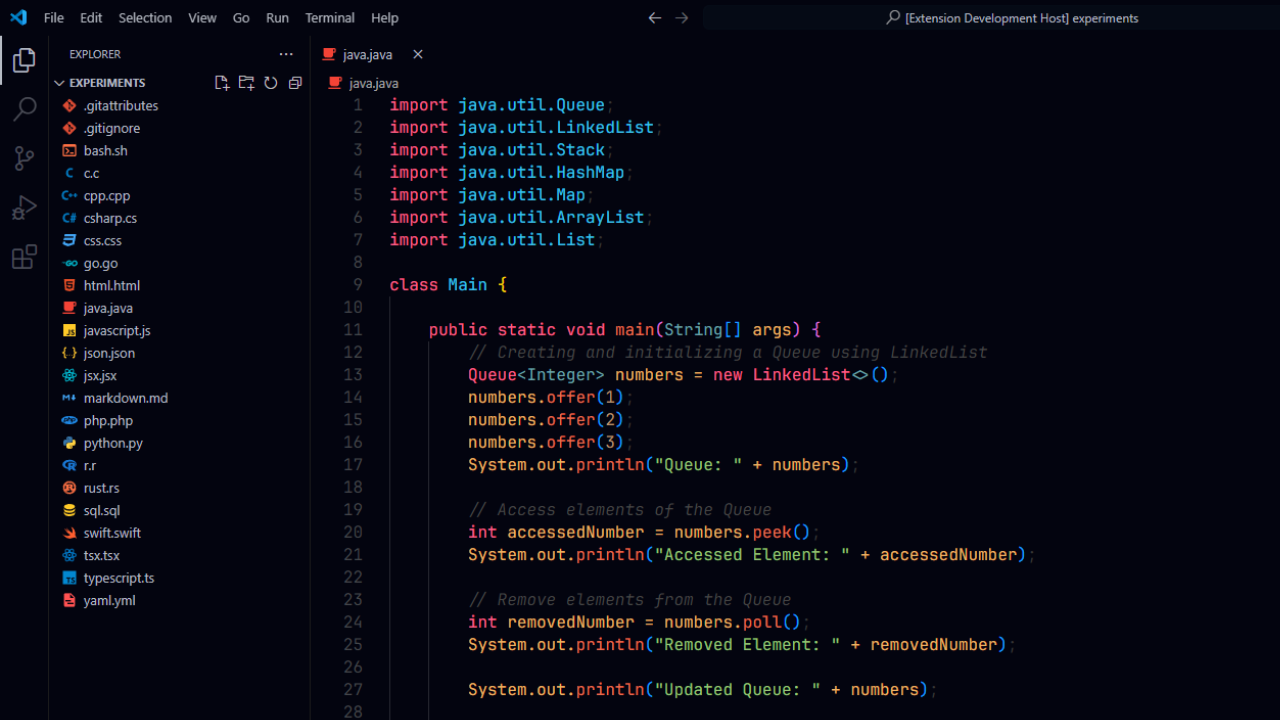 File Edit Selection View Go Run Terminal Help
[Extension Development Host] experiments
EXPLORER
EXPERIMENTS
.gitattributes
.gitignore
bash.sh
C c.c
C++ cpp.cpp
C# csharp.cs
css.css
GO go.go
html.html
java.java
JS javascript.js
{ } json.json
jsx.jsx
M markdown.md
php php.php
python.py
R r.r
rust.rs
sql.sql
swift.swift
tsx.tsx
TS typescript.ts
yaml.yml
java.java
java.java
1 import java.util.Queue;
2 import java.util.LinkedList;
3 import java.util.Stack;
4 import java.util.HashMap;
5 import java.util.Map;
6 import java.util.ArrayList;
7 import java.util.List;
8
9 class Main {
10
11 public static void main(String[] args) {
12 // Creating and initializing a Queue using LinkedList
13 Queue<Integer> numbers = new LinkedList<>();
14 numbers.offer(1);
15 numbers.offer(2);
16 numbers.offer(3);
17 System.out.println("Queue: " + numbers);
18
19 // Access elements of the Queue
20 int accessedNumber = numbers.peek();
21 System.out.println("Accessed Element: " + accessedNumber);
22
23 // Remove elements from the Queue
24 int removedNumber = numbers.poll();
25 System.out.println("Removed Element: " + removedNumber);
26
27 System.out.println("Updated Queue: " + numbers);
28